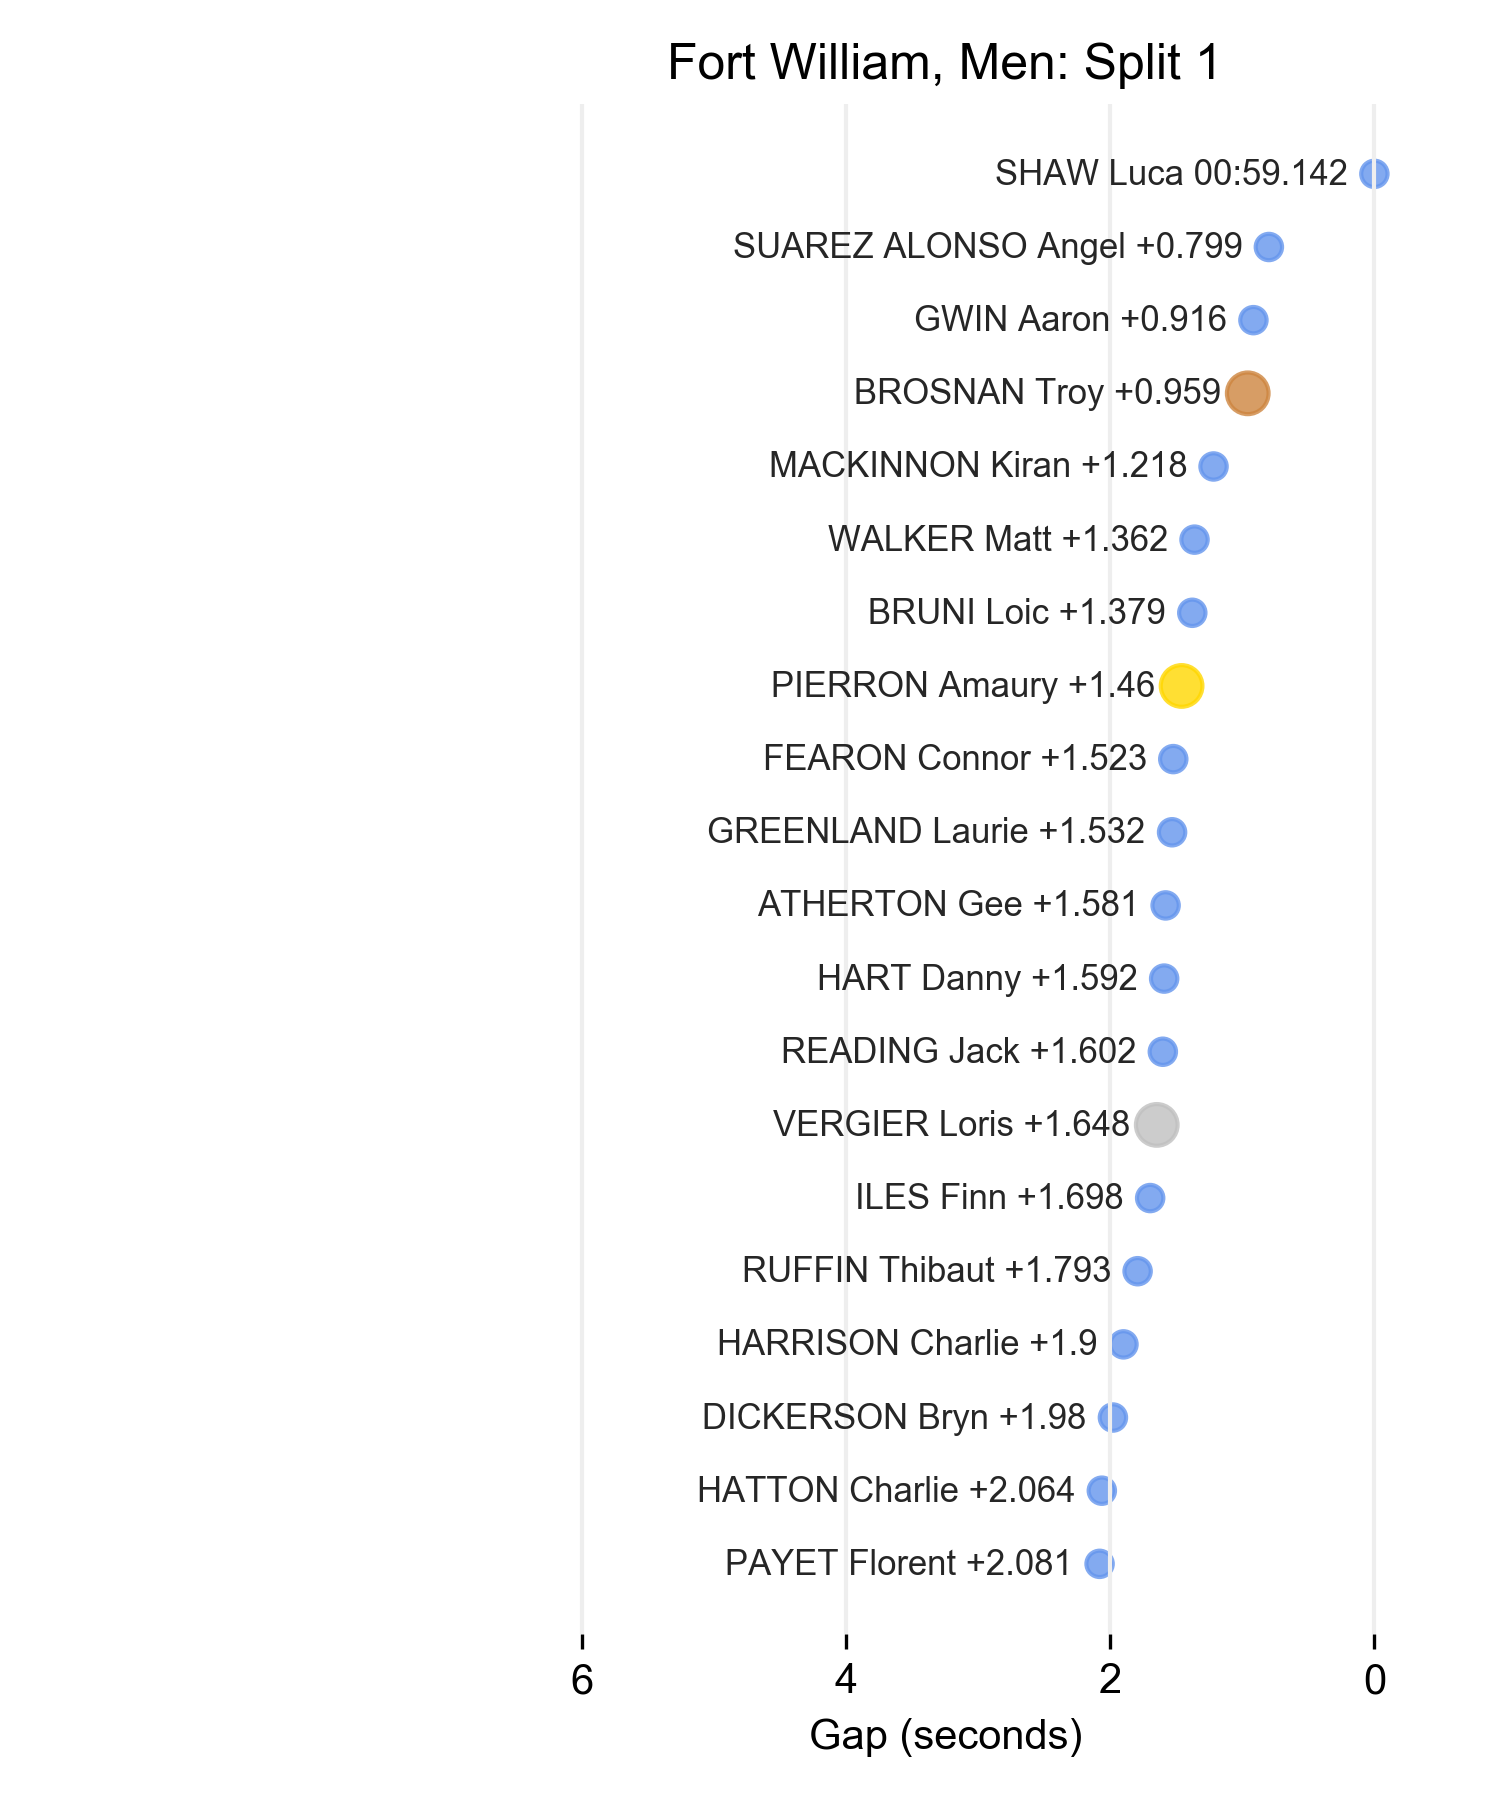 Fort William, Men: Split 1
SHAW Luca 00:59.142
SUAREZ ALONSO Angel +0.799
GWIN Aaron +0.916
BROSNAN Troy +0.959
MACKINNON Kiran +1.218
WALKER Matt +1.362
BRUNI Loic +1.379
PIERRON Amaury +1.46
FEARON Connor +1.523
GREENLAND Laurie +1.532
ATHERTON Gee +1.581
HART Danny +1.592
READING Jack +1.602
VERGIER Loris +1.648
ILES Finn +1.698
RUFFIN Thibaut +1.793
HARRISON Charlie +1.9
DICKERSON Bryn +1.98
HATTON Charlie +2.064
PAYET Florent +2.081
6 4 2 0
Gap (seconds)